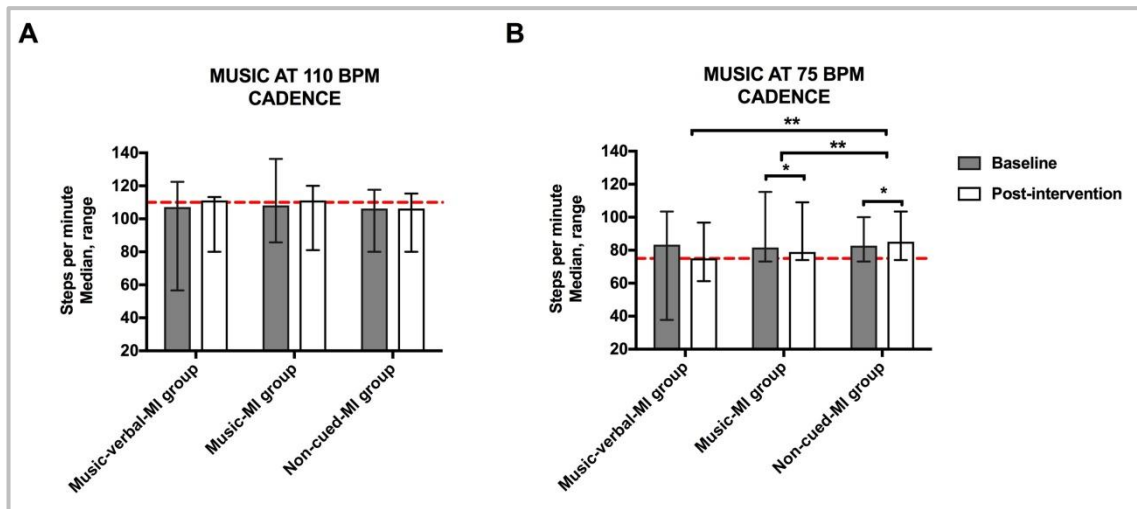 A
MUSIC AT 110 BPM
CADENCE
Steps per minute
Median, range
140
120
100
80
60
40
20
Music-verbal-MI group
Music-MI group
Non-cued-MI group
B
MUSIC AT 75 BPM
CADENCE
Steps per minute
Median, range
140
120
100
80
60
40
20
**
**
*
*
Music-verbal-MI group
Music-MI group
Non-cued-MI group
Baseline
Post-intervention